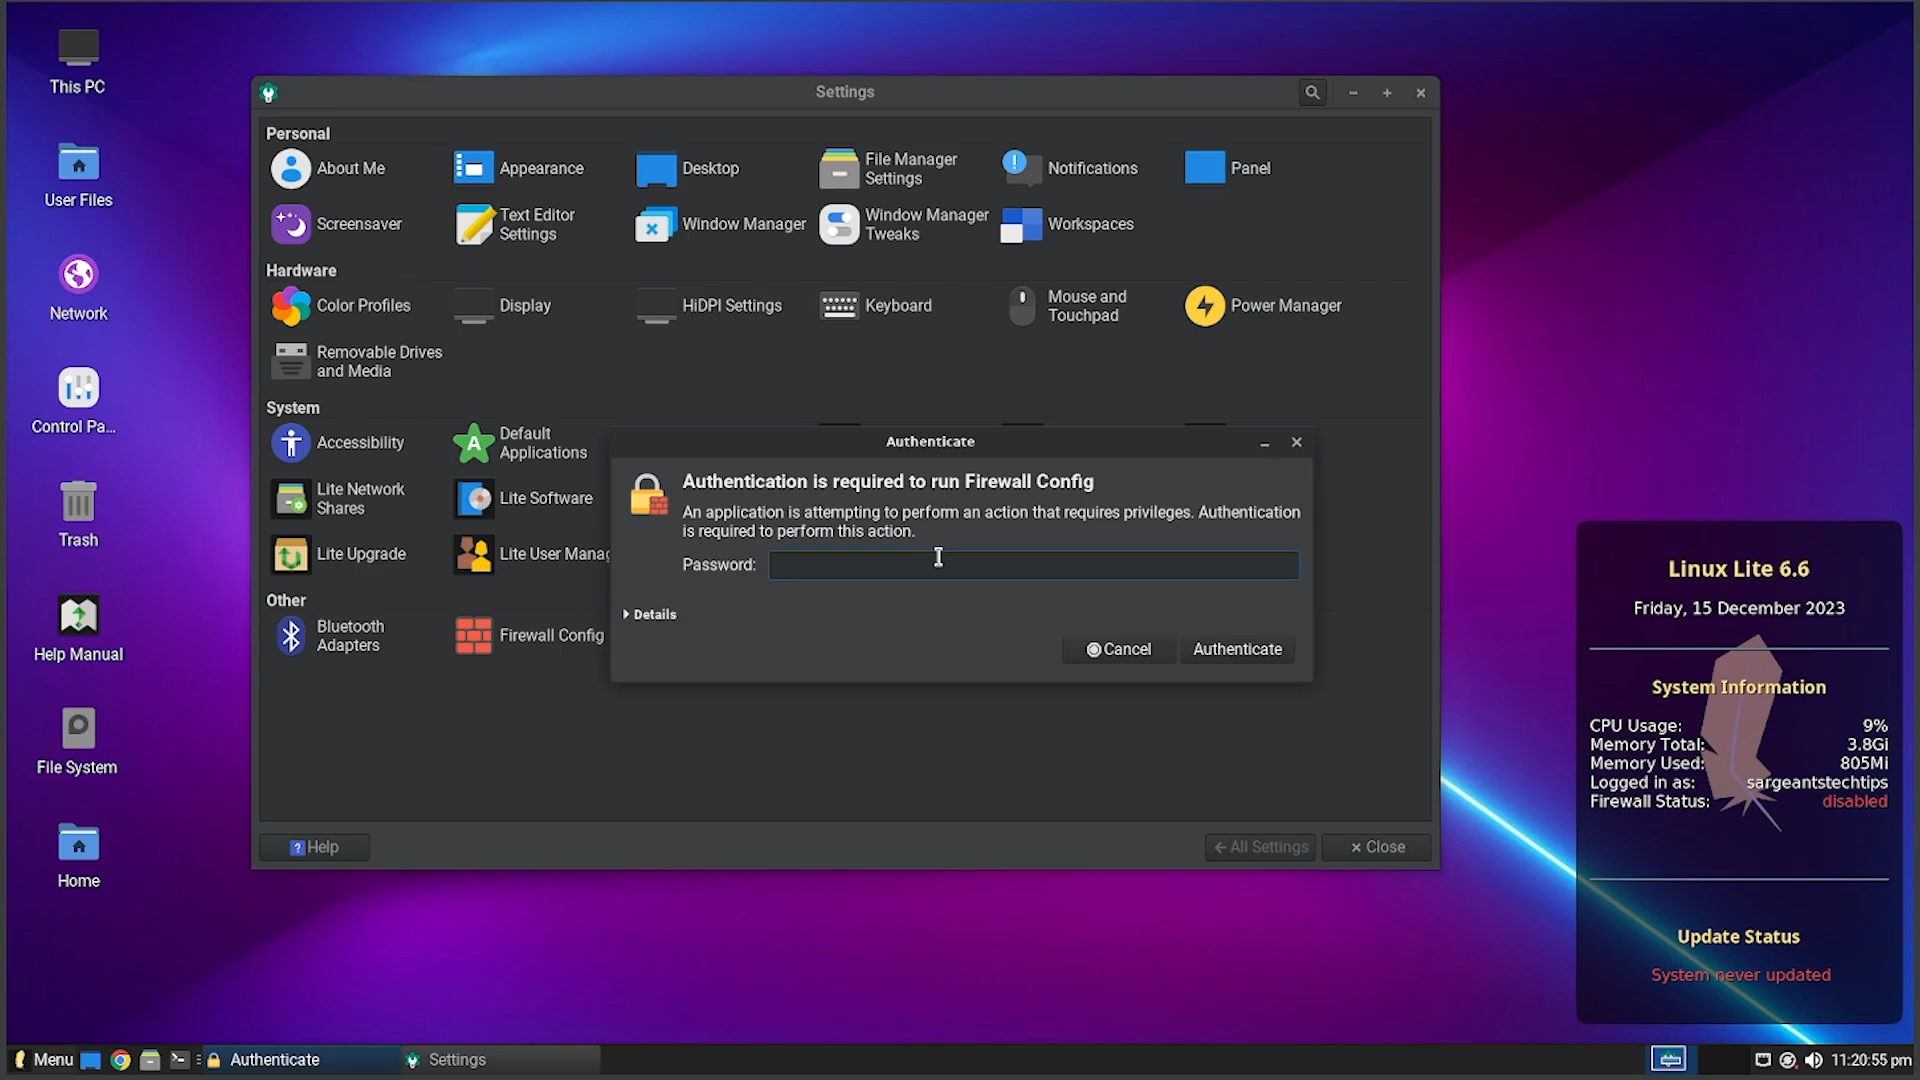 This PC
User Files
Network
Control Pa...
Trash
Help Manual
File System
Home
Settings
Personal
About Me
Appearance
Desktop
File Manager
Settings
Notifications
Panel
Screensaver
Text Editor
Settings
Window Manager
Window Manager
Tweaks
Workspaces
Hardware
Color Profiles
Display
HiDPI Settings
Keyboard
Mouse and
Touchpad
Power Manager
Removable Drives
and Media
System
Accessibility
Default
Applications
Lite Network
Shares
Lite Software
Lite Upgrade
Lite User Manag
Other
Bluetooth
Adapters
Firewall Config
Help
All Settings
Close
Authenticate
Authentication is required to run Firewall Config
An application is attempting to perform an action that requires privileges. Authentication
is required to perform this action.
Password:
Details
Cancel
Authenticate
Linux Lite 6.6
Friday, 15 December 2023
System Information
CPU Usage: 9%
Memory Total: 3.8Gi
Memory Used: 805Mi
Logged in as: sargeantstechtips
Firewall Status: disabled
Update Status
System never updated
Menu
Authenticate
Settings
11:20:55 pm